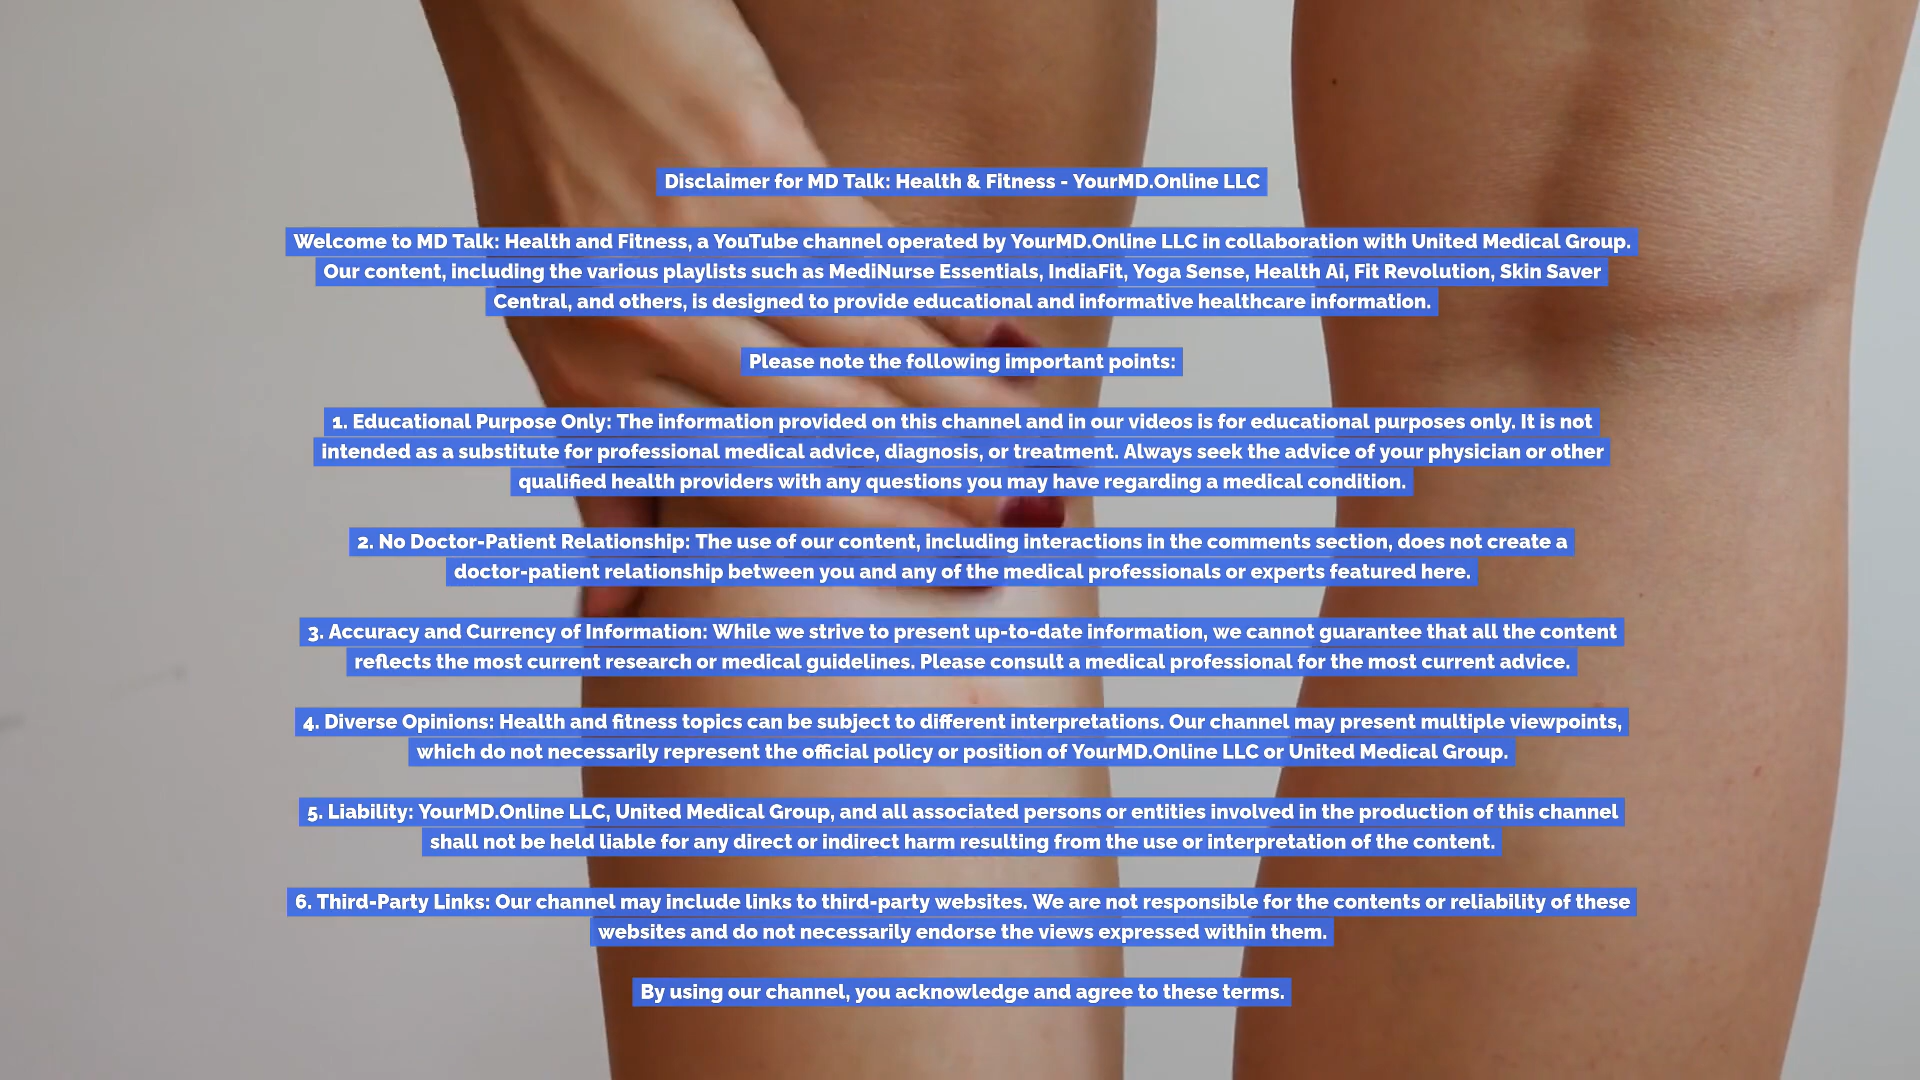 Disclaimer for MD Talk: Health & Fitness - YourMD.Online LLC
Welcome to MD Talk: Health and Fitness, a YouTube channel operated by YourMD.Online LLC in collaboration with United Medical Group.
Our content, including the various playlists such as MediNurse Essentials, IndiaFit, Yoga Sense, Health Ai, Fit Revolution, Skin Saver
Central, and others, is designed to provide educational and informative healthcare information.
Please note the following important points:
1. Educational Purpose Only: The information provided on this channel and in our videos is for educational purposes only. It is not
intended as a substitute for professional medical advice, diagnosis, or treatment. Always seek the advice of your physician or other
qualified health providers with any questions you may have regarding a medical condition.
2. No Doctor-Patient Relationship: The use of our content, including interactions in the comments section, does not create a
doctor-patient relationship between you and any of the medical professionals or experts featured here.
3. Accuracy and Currency of Information: While we strive to present up-to-date information, we cannot guarantee that all the content
reflects the most current research or medical guidelines. Please consult a medical professional for the most current advice.
4. Diverse Opinions: Health and fitness topics can be subject to different interpretations. Our channel may present multiple viewpoints,
which do not necessarily represent the official policy or position of YourMD.Online LLC or United Medical Group.
5. Liability: YourMD.Online LLC, United Medical Group, and all associated persons or entities involved in the production of this channel
shall not be held liable for any direct or indirect harm resulting from the use or interpretation of the content.
6. Third-Party Links: Our channel may include links to third-party websites. We are not responsible for the contents or reliability of these
websites and do not necessarily endorse the views expressed within them.
By using our channel, you acknowledge and agree to these terms.